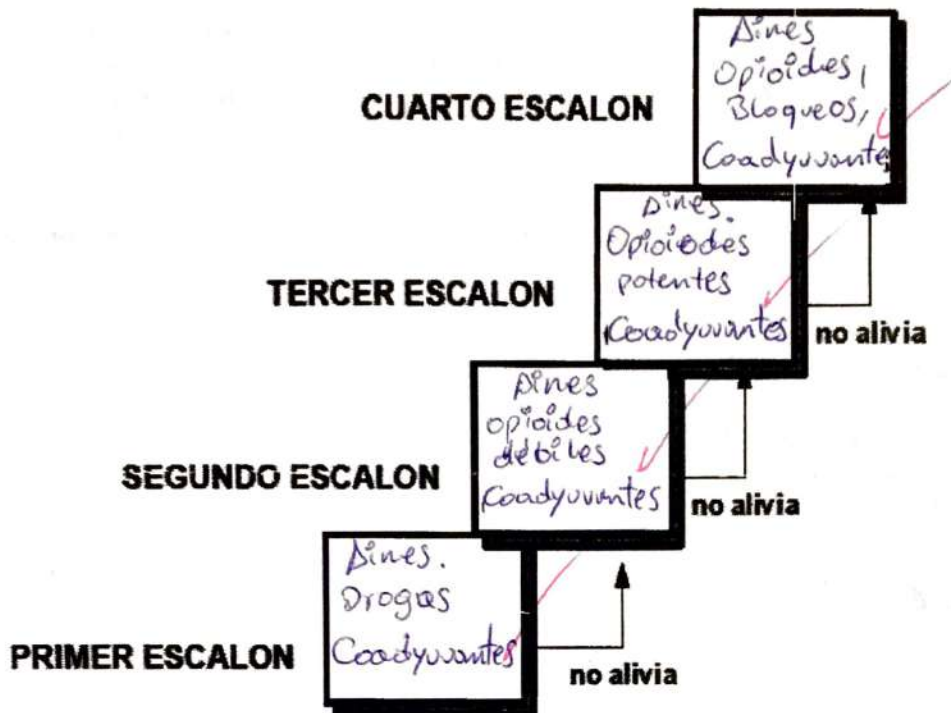 Aines
Opioides,
Bloqueos,
Coadyuvantes
CUARTO ESCALON
Aines.
Opioiodes
potentes
Coadyuvantes
TERCER ESCALON
no alivia
Aines
opioides
débiles
Coadyuvantes
SEGUNDO ESCALON
no alivia
Aines.
Drogas
Coadyuvantes
PRIMER ESCALON
no alivia